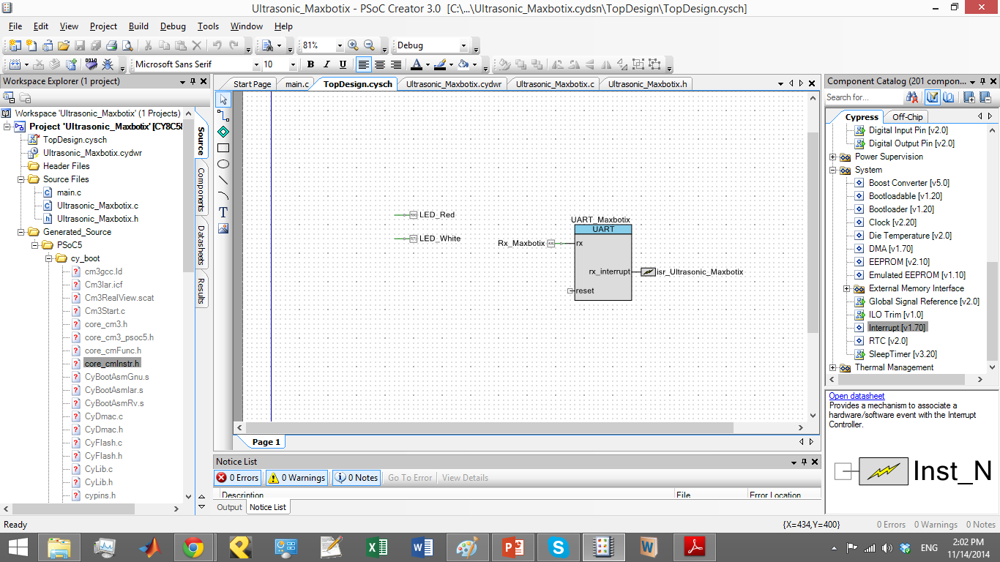 Ultrasonic_Maxbotix - PSoC Creator 3.0 [C:\...\Ultrasonic_Maxbotix.cydsn\TopDesign\TopDesign.cysch]
File Edit View Project Build Debug Tools Window Help
81% Debug
Microsoft Sans Serif 10 B I U A
Workspace Explorer (1 project)
Workspace 'Ultrasonic_Maxbotix' (1 Projects)
Project 'Ultrasonic_Maxbotix' [CY8C58
TopDesign.cysch
Ultrasonic_Maxbotix.cydwr
Header Files
Source Files
main.c
Ultrasonic_Maxbotix.c
Ultrasonic_Maxbotix.h
Generated_Source
PSoC5
cy_boot
cm3gcc.ld
Cm3Iar.icf
Cm3RealView.scat
Cm3Start.c
core_cm3.h
core_cm3_psoc5.h
core_cmFunc.h
core_cmInstr.h
CyBootAsmGnu.s
CyBootAsmIar.s
CyBootAsmRv.s
CyDmac.c
CyDmac.h
CyFlash.c
CyFlash.h
CyLib.c
CyLib.h
cypins.h
Source
Components
Datasheets
Results
Start Page main.c TopDesign.cysch Ultrasonic_Maxbotix.cydwr Ultrasonic_Maxbotix.c Ultrasonic_Maxbotix.h
T
LED_Red
LED_White
UART_Maxbotix
UART
Rx_Maxbotix rx
rx_interrupt isr_Ultrasonic_Maxbotix
reset
Page 1
Notice List
0 Errors 0 Warnings 0 Notes Go To Error View Details
Description File Error Location
Output Notice List
Component Catalog (201 compon...
Search for...
Cypress Off-Chip
Digital Input Pin [v2.0]
Digital Output Pin [v2.0]
Power Supervision
System
Boost Converter [v5.0]
Bootloadable [v1.20]
Bootloader [v1.20]
Clock [v2.20]
Die Temperature [v2.0]
DMA [v1.70]
EEPROM [v2.10]
Emulated EEPROM [v1.10]
External Memory Interface
Global Signal Reference [v2.0]
ILO Trim [v1.0]
Interrupt [v1.70]
RTC [v2.0]
SleepTimer [v3.20]
Thermal Management
Open datasheet
Provides a mechanism to associate a
hardware/software event with the Interrupt
Controller.
Inst_N
Ready {X=434,Y=400} 0 Errors 0 Warnings 0 Notes
ENG
2:02 PM
11/14/2014